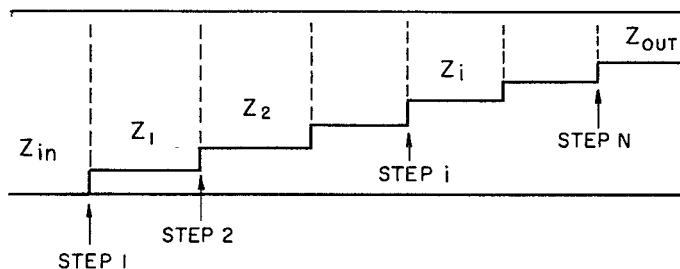 Z_OUT
Z_in Z_1 Z_2 Z_i
STEP 1
STEP 2
STEP i
STEP N